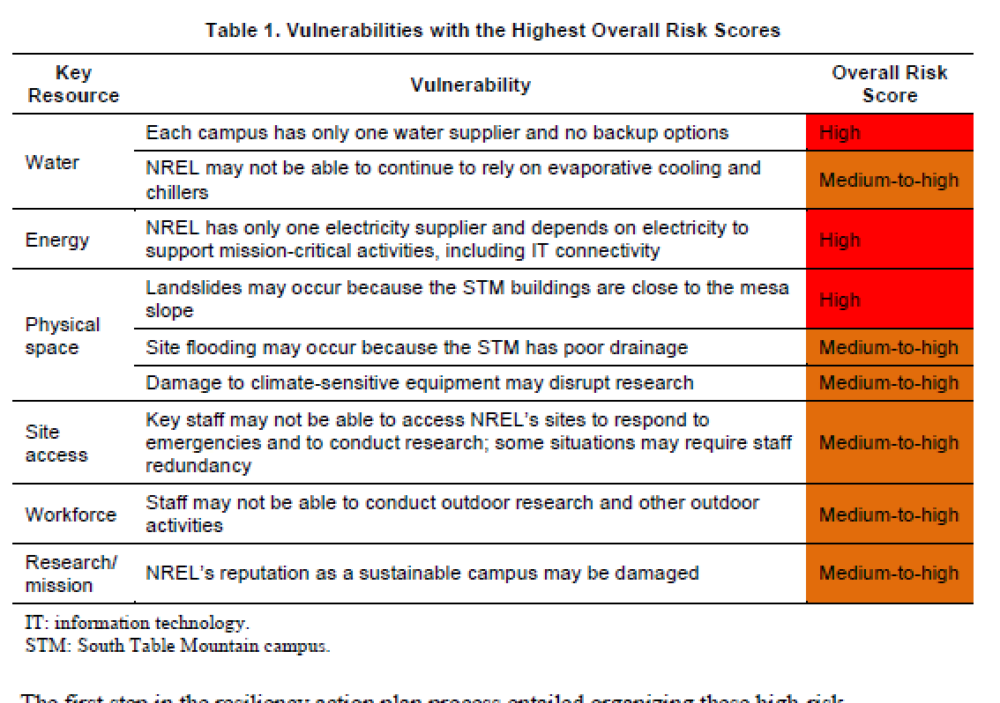 Table 1. Vulnerabilities with the Highest Overall Risk Scores
Key
Resource
Vulnerability
Overall Risk
Score
Water
Each campus has only one water supplier and no backup options
High
NREL may not be able to continue to rely on evaporative cooling and
chillers
Medium-to-high
Energy
NREL has only one electricity supplier and depends on electricity to
support mission-critical activities, including IT connectivity
High
Physical
space
Landslides may occur because the STM buildings are close to the mesa
slope
High
Site flooding may occur because the STM has poor drainage
Medium-to-high
Damage to climate-sensitive equipment may disrupt research
Medium-to-high
Site
access
Key staff may not be able to access NREL's sites to respond to
emergencies and to conduct research; some situations may require staff
redundancy
Medium-to-high
Workforce
Staff may not be able to conduct outdoor research and other outdoor
activities
Medium-to-high
Research/
mission
NREL's reputation as a sustainable campus may be damaged
Medium-to-high
IT: information technology.
STM: South Table Mountain campus.
The first step in the resiliency action plan process entailed organizing these high-risk